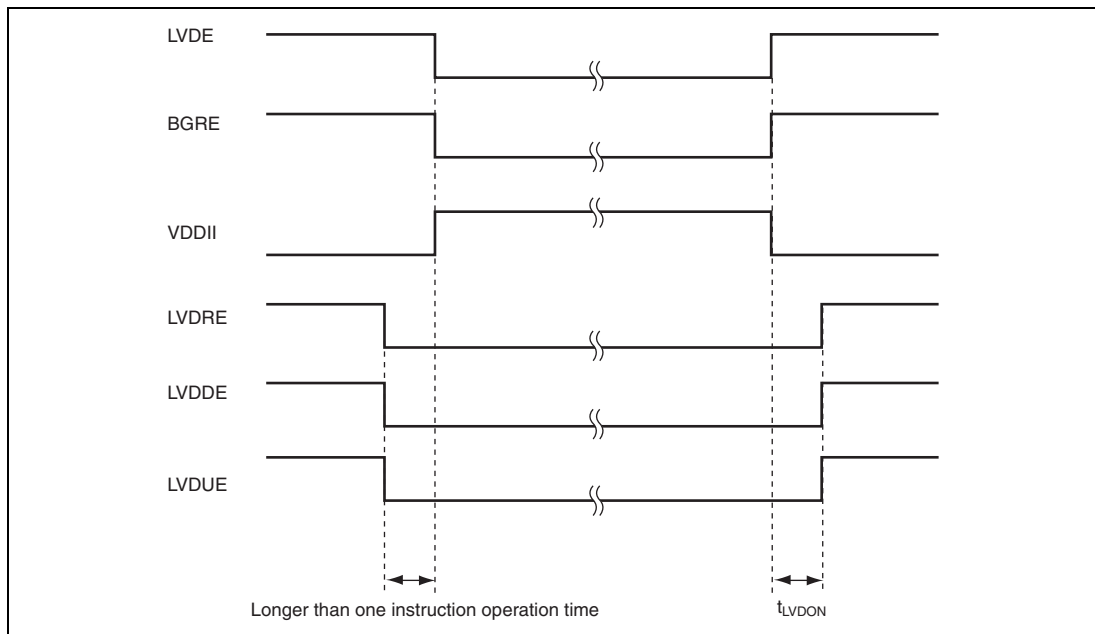 LVDE
BGRE
VDDII
LVDRE
LVDDE
LVDUE
Longer than one instruction operation time
tLVDON